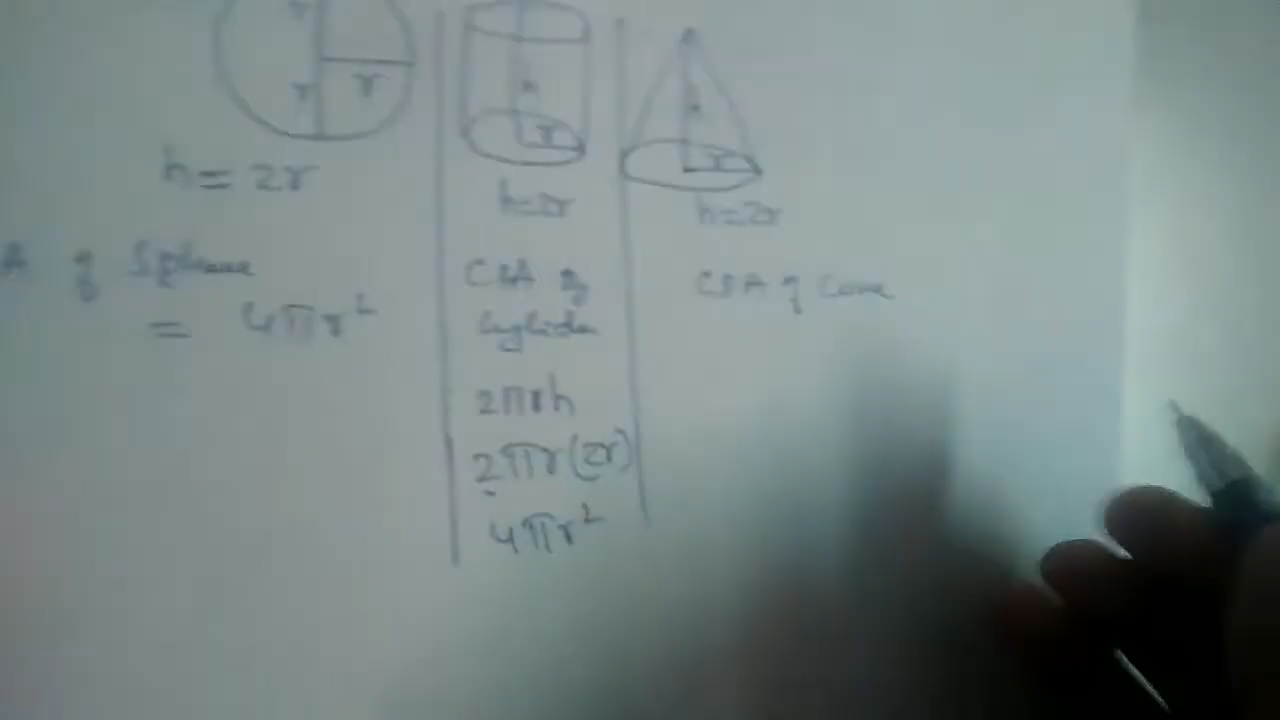 r
r
r
h = 2r
A of Sphere
= 4πr²
h
r
h=2r
CSA of
Cylinder
2πrh
2πr(2r)
4πr²
h
r
h=2r
CSA of Cone